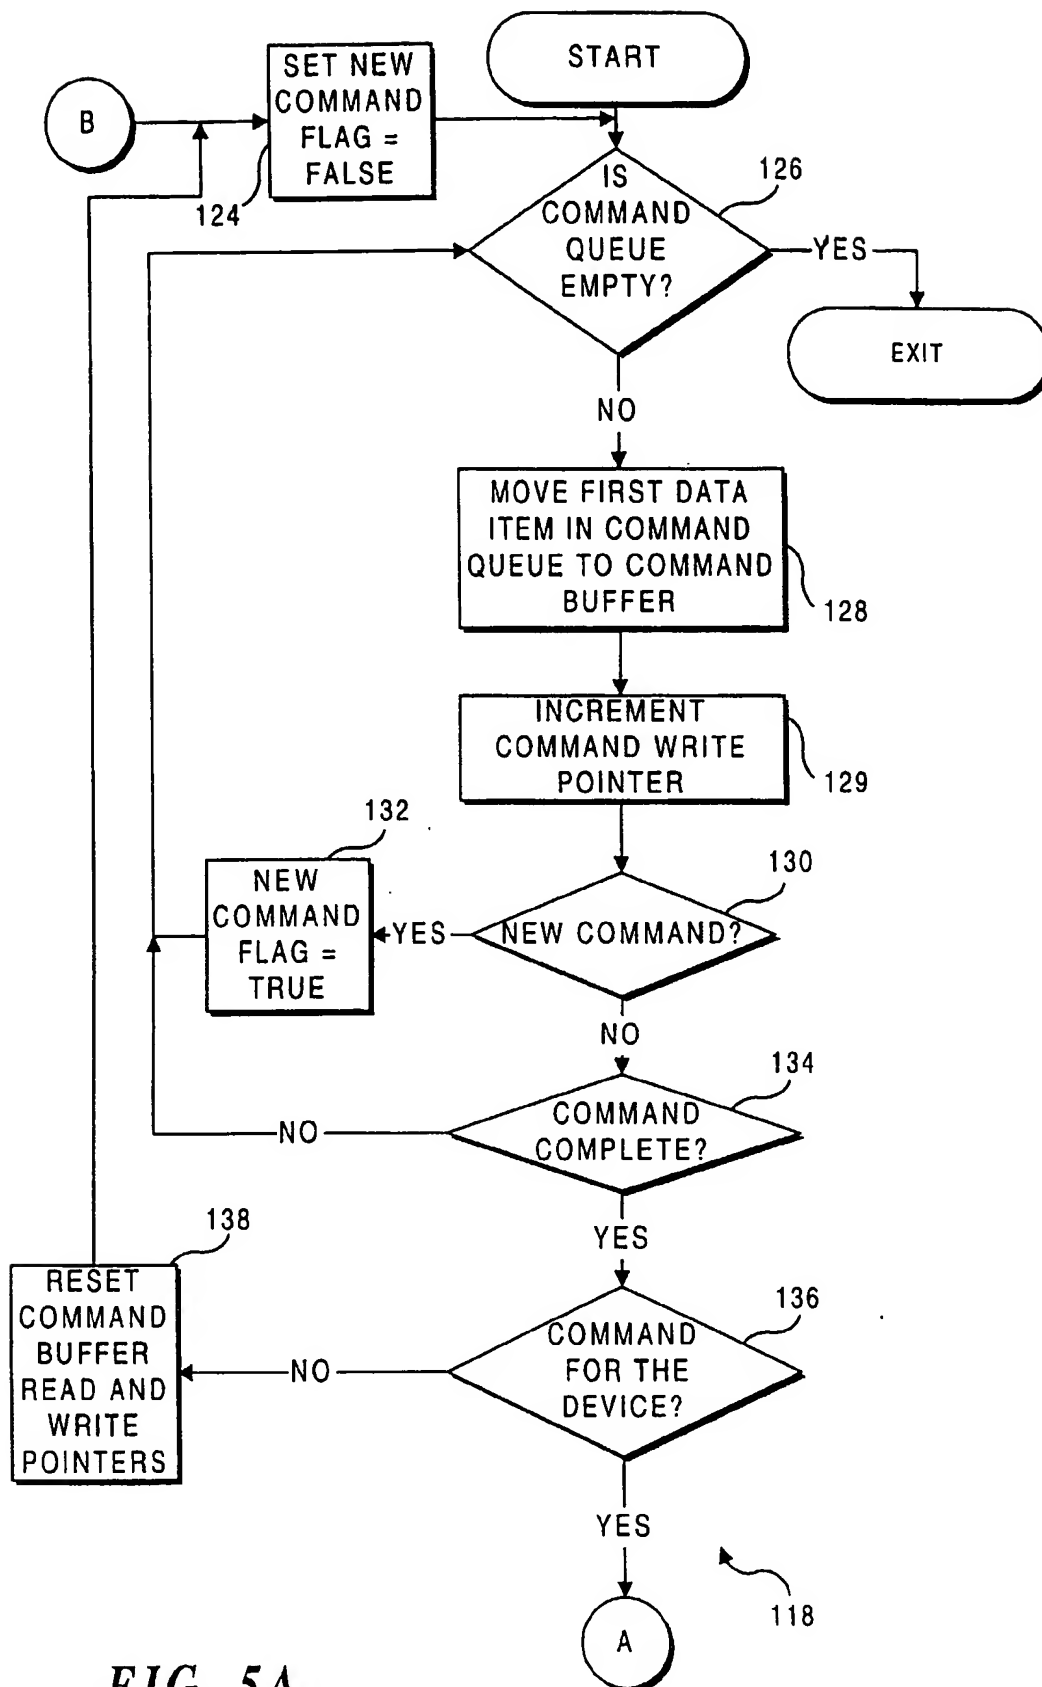 START
B
SET NEW
COMMAND
FLAG =
FALSE
124
IS
COMMAND
QUEUE
EMPTY?
126
YES
EXIT
NO
MOVE FIRST DATA
ITEM IN COMMAND
QUEUE TO COMMAND
BUFFER
128
INCREMENT
COMMAND WRITE
POINTER
129
132
NEW
COMMAND
FLAG =
TRUE
YES
NEW COMMAND?
130
NO
COMMAND
COMPLETE?
134
NO
YES
138
RESET
COMMAND
BUFFER
READ AND
WRITE
POINTERS
NO
COMMAND
FOR THE
DEVICE?
136
YES
118
A
FIG. 5A